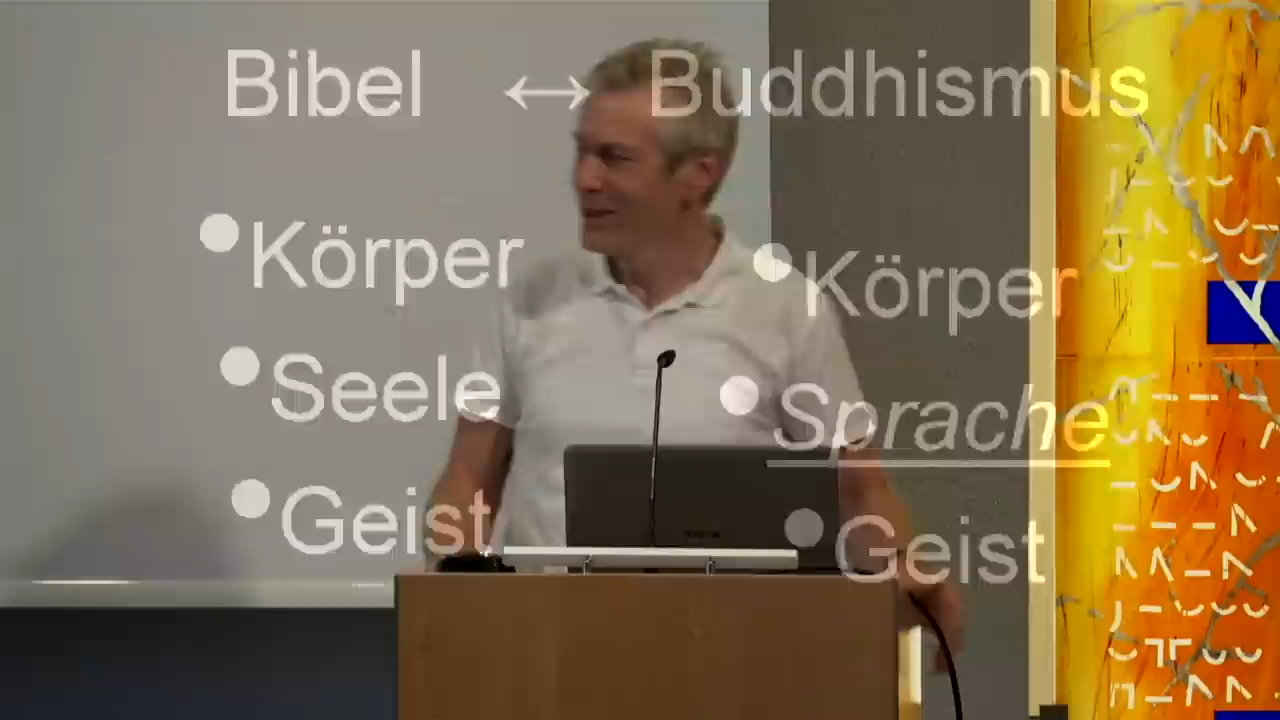 Bibel ↔ Buddhismus
• Körper
• Seele
• Geist
• Körper
• Sprache
• Geist